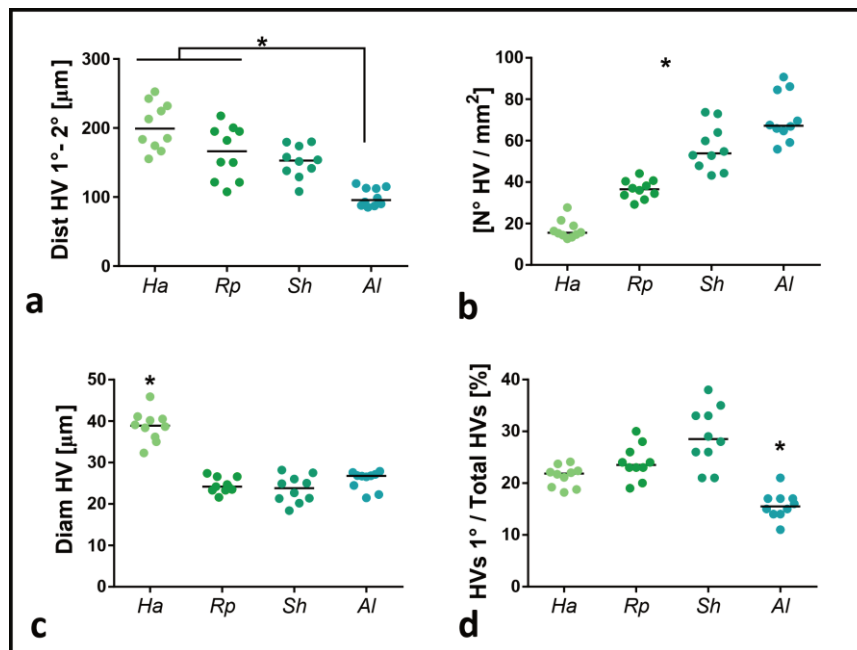 *
300
200
100
0
Dist HV 1°- 2° [µm]
Ha Rp Sh Al
a
*
100
80
60
40
20
0
[N° HV / mm²]
Ha Rp Sh Al
b
*
50
40
30
20
10
0
Diam HV [µm]
Ha Rp Sh Al
c
*
40
30
20
10
0
HVs 1° / Total HVs [%]
Ha Rp Sh Al
d